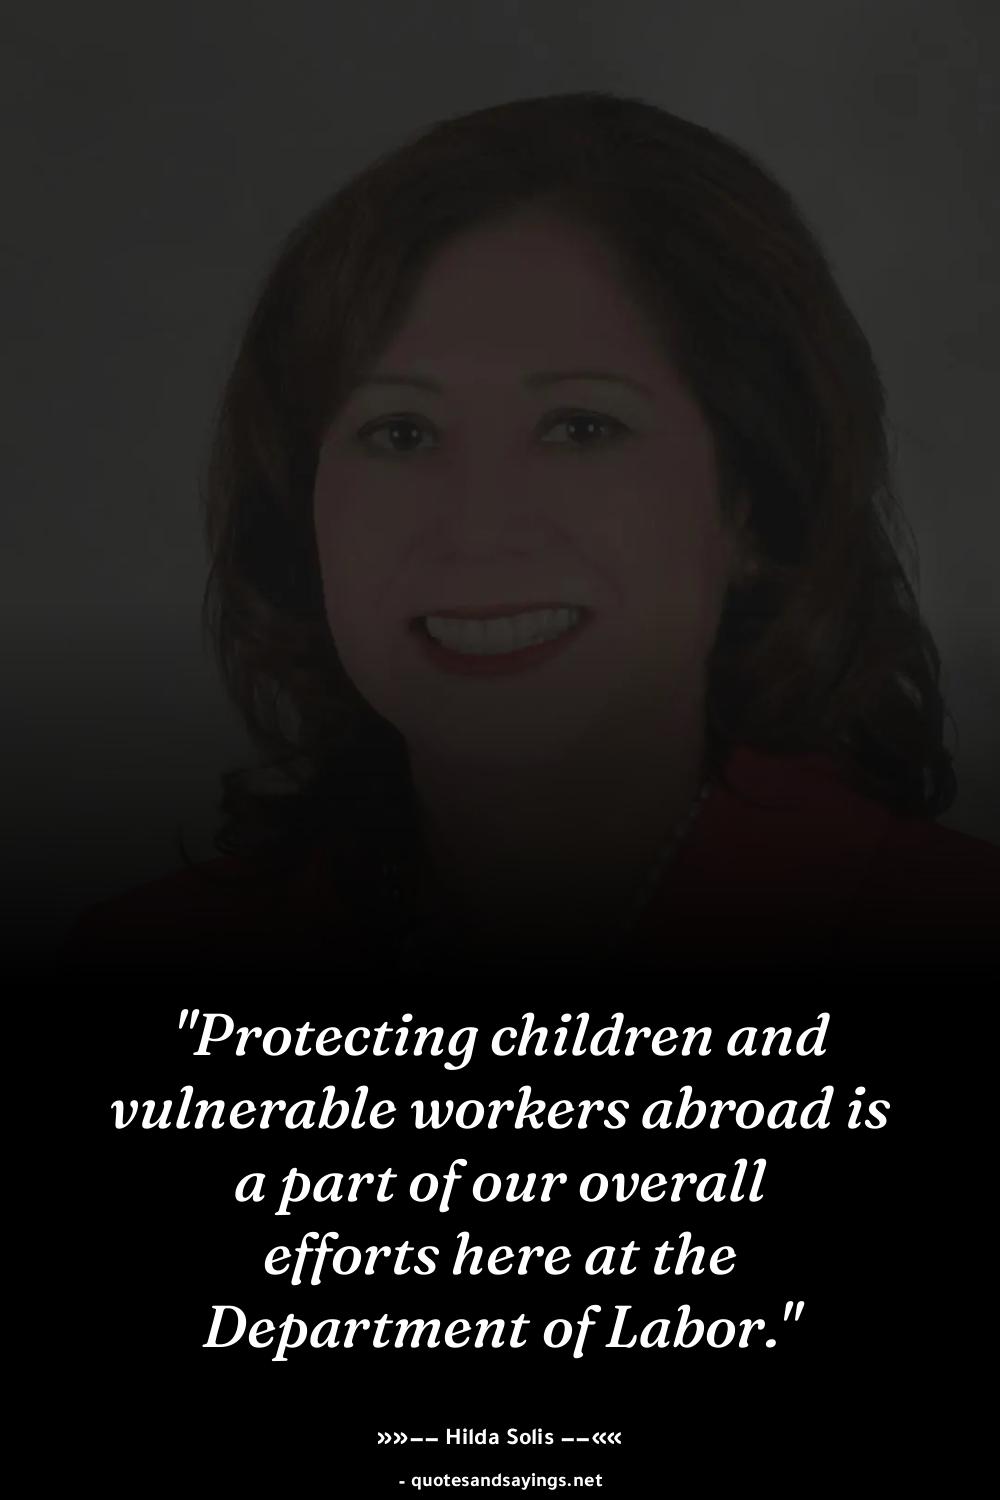 "Protecting children and
vulnerable workers abroad is
a part of our overall
efforts here at the
Department of Labor."
»»−− Hilda Solis −−««
- quotesandsayings.net